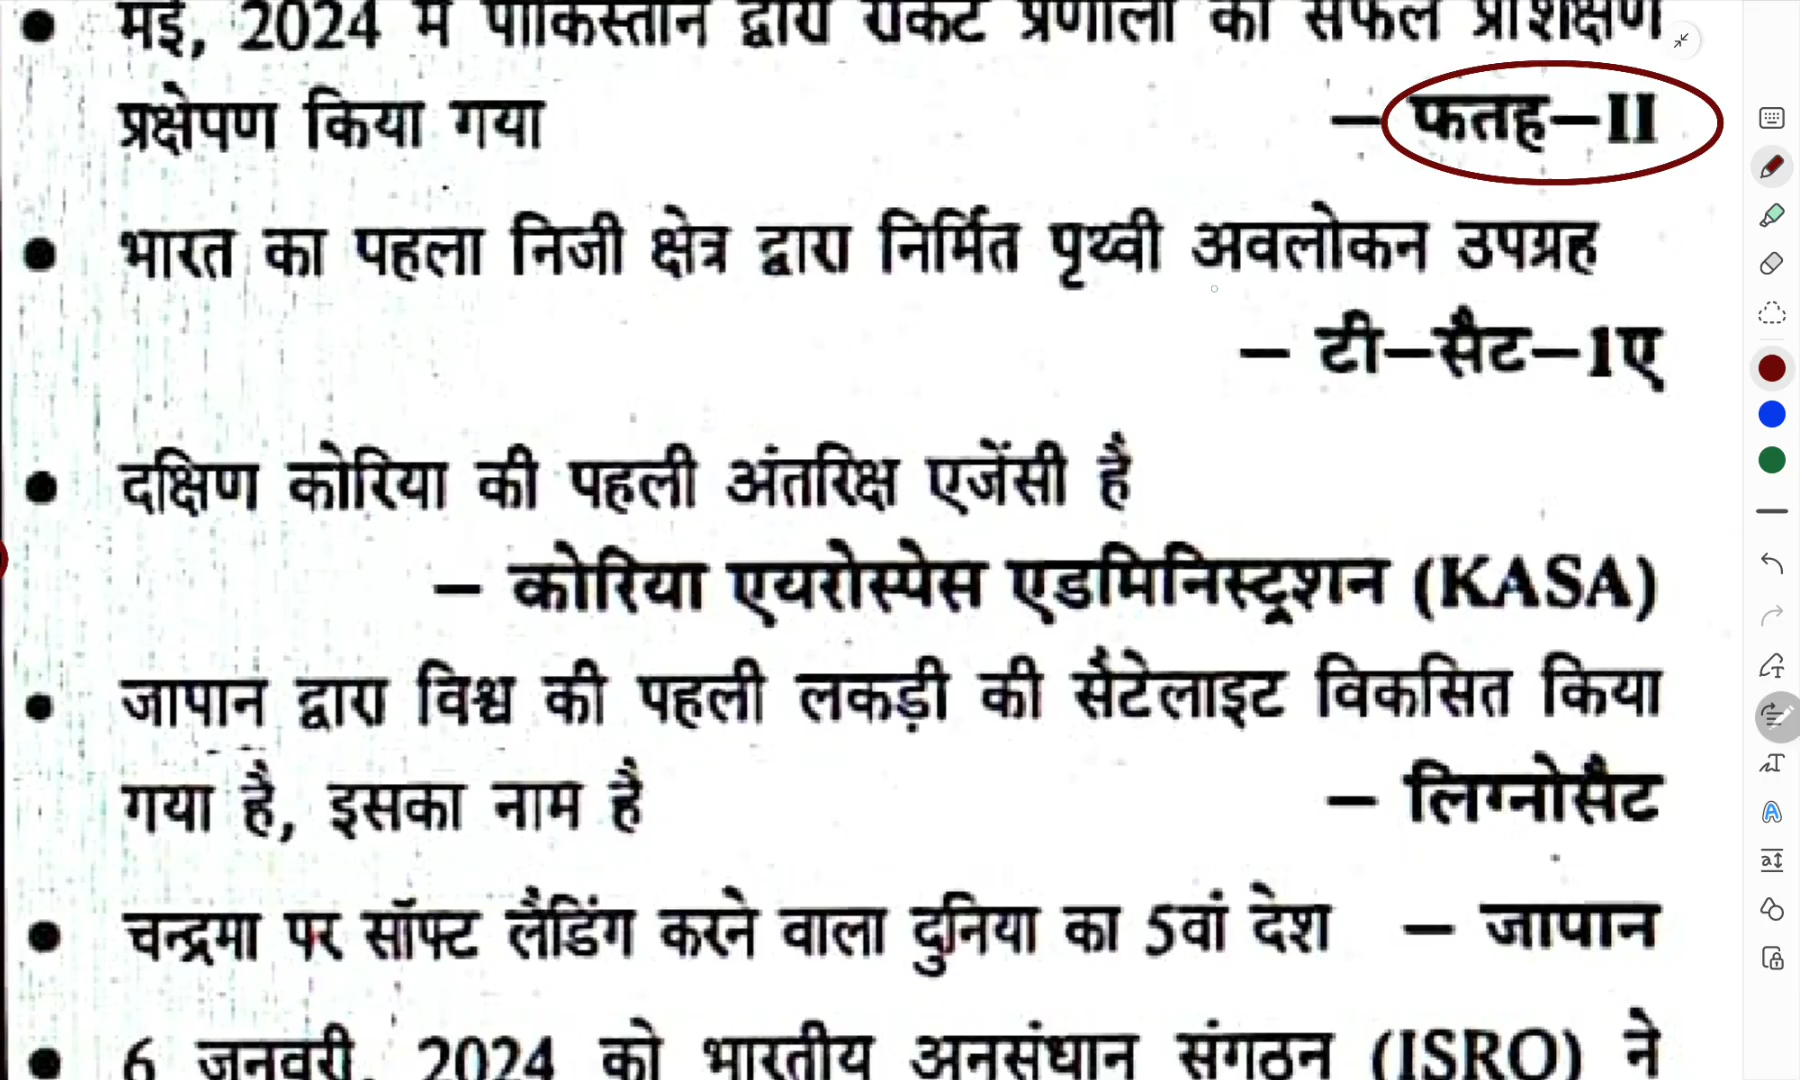 ● मई, 2024 में पाकिस्तान द्वारा रॉकेट प्रणाली का सफल प्रशिक्षण
प्रक्षेपण किया गया – फतह–II
● भारत का पहला निजी क्षेत्र द्वारा निर्मित पृथ्वी अवलोकन उपग्रह
– टी–सैट–1ए
● दक्षिण कोरिया की पहली अंतरिक्ष एजेंसी है
– कोरिया एयरोस्पेस एडमिनिस्ट्रेशन (KASA)
● जापान द्वारा विश्व की पहली लकड़ी की सैटेलाइट विकसित किया
गया है, इसका नाम है – लिग्नोसैट
● चन्द्रमा पर सॉफ्ट लैंडिंग करने वाला दुनिया का 5वां देश – जापान
● 6 जनवरी, 2024 को भारतीय अनुसंधान संगठन (ISRO) ने